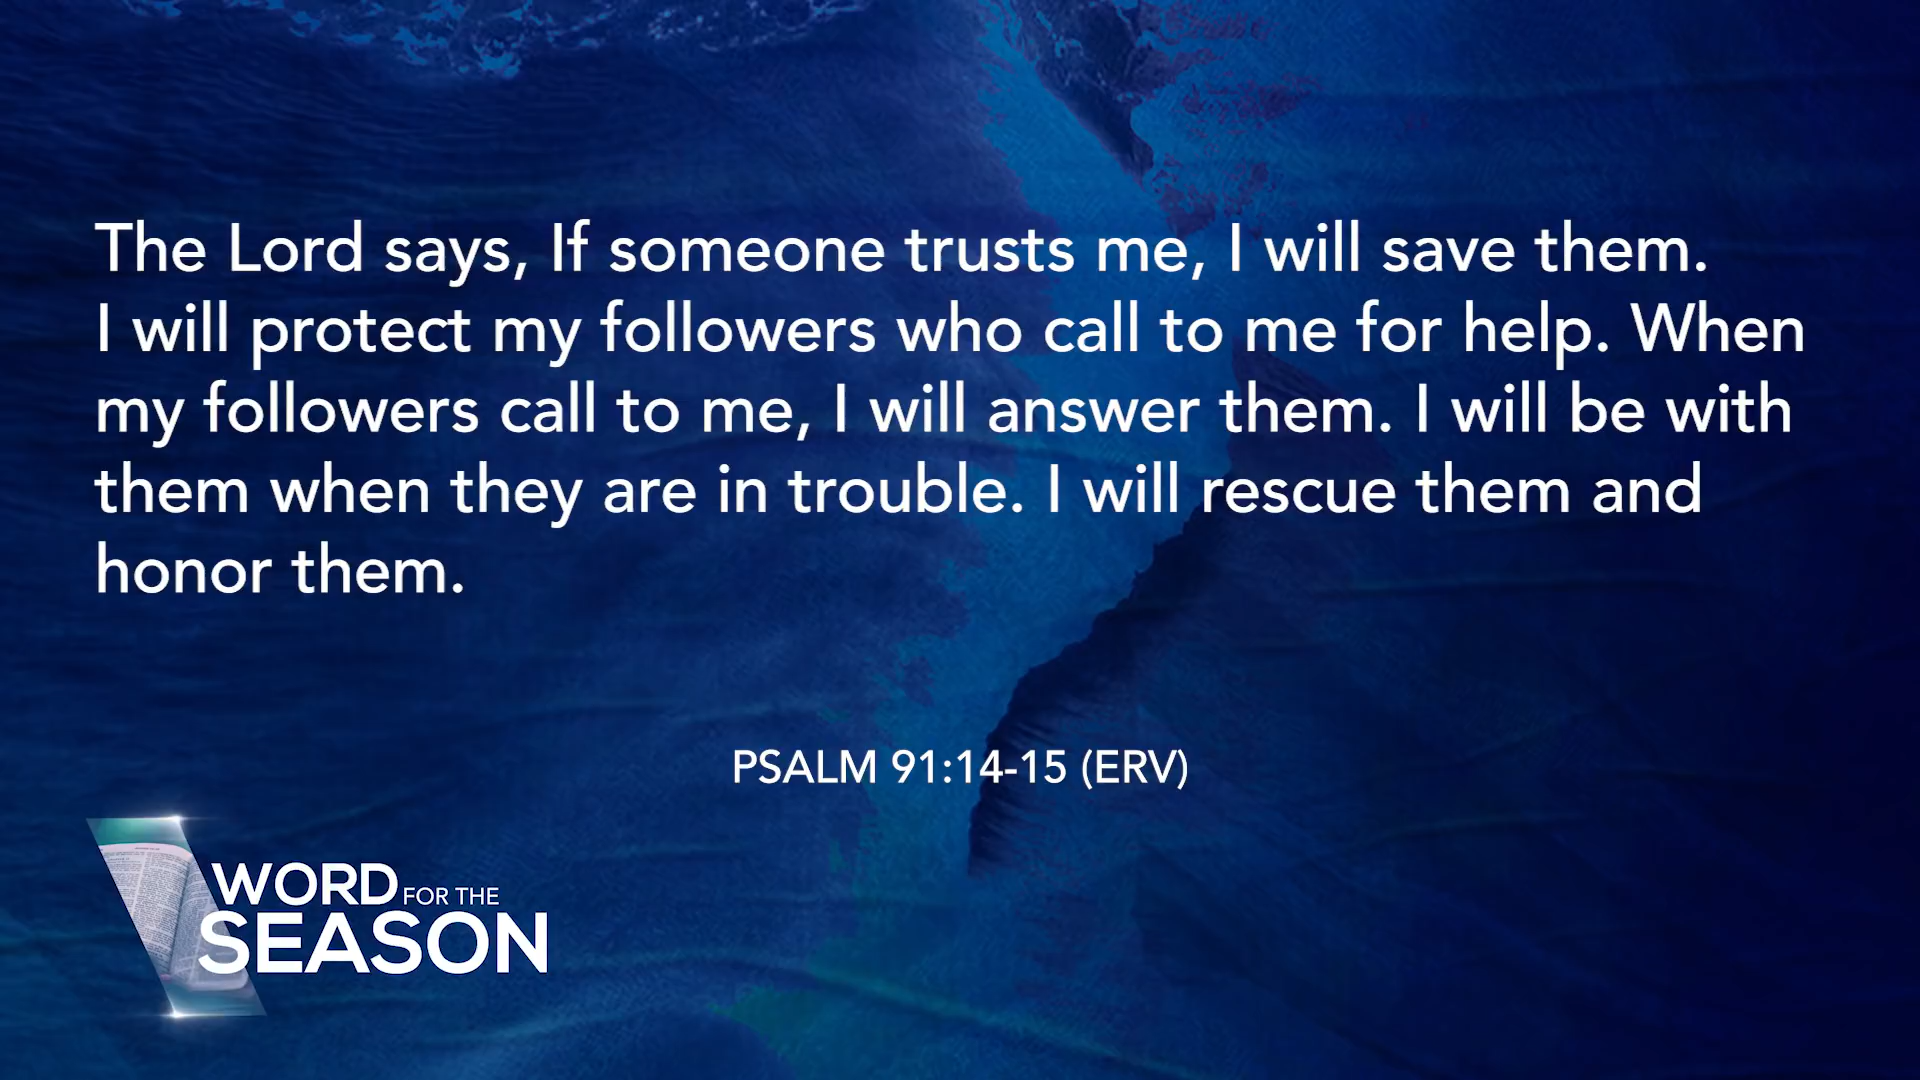 The Lord says, If someone trusts me, I will save them.
I will protect my followers who call to me for help. When
my followers call to me, I will answer them. I will be with
them when they are in trouble. I will rescue them and
honor them.
PSALM 91:14-15 (ERV)
WORD FOR THE
SEASON